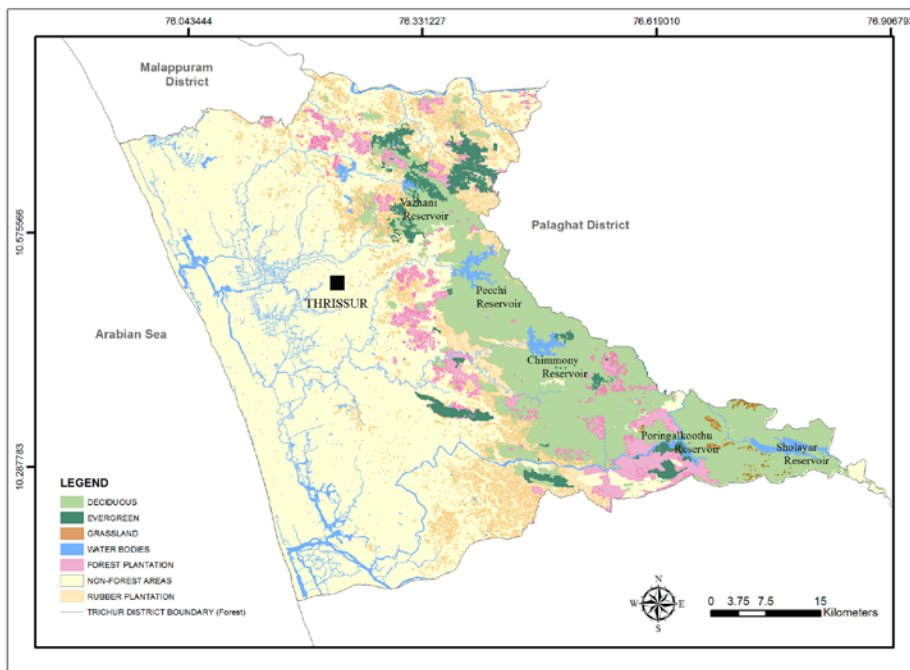 76.043444 76.331227 76.619010 76.906793
Malappuram
District
10.575566
Vazhani
Reservoir
Palaghat District
Peechi
Reservoir
THRISSUR
Arabian Sea
Chimmony
Reservoir
Poringalkoothu
Reservoir
Sholayar
Reservoir
10.287783
LEGEND
DECIDUOUS
EVERGREEN
GRASSLAND
WATER BODIES
FOREST PLANTATION
NON-FOREST AREAS
RUBBER PLANTATION
TRICHUR DISTRICT BOUNDARY (Forest)
N
W E
S
0 3.75 7.5 15
Kilometers